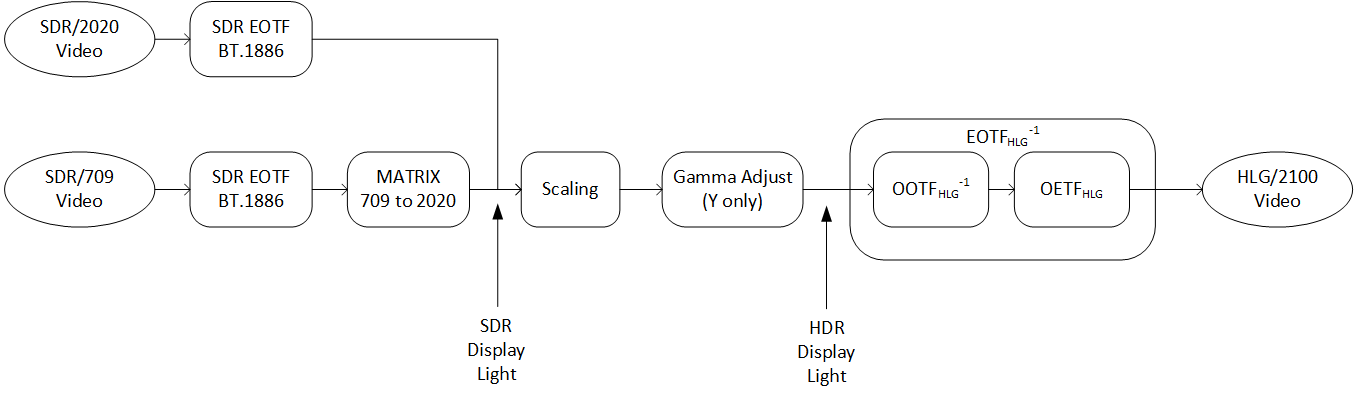 SDR/2020
Video
SDR EOTF
BT.1886
SDR/709
Video
SDR EOTF
BT.1886
MATRIX
709 to 2020
Scaling
Gamma Adjust
(Y only)
EOTFHLG-1
OOTFHLG-1
OETFHLG
HLG/2100
Video
SDR
Display
Light
HDR
Display
Light